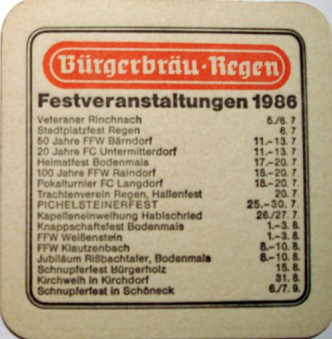 Bürgerbräu·Regen
Festveranstaltungen 1986
Veteraner Rinchnach 5./6. 7
Stadtplatzfest Regen 6. 7
50 Jahre FFW Bärndorf 11.-13. 7
20 Jahre FC Untermitterdorf 11.-13. 7
Heimatfest Bodenmais 17.-20. 7
100 Jahre FFW Raindorf 18.-20. 7
Pokalturnier FC Langdorf 18.-20. 7
Trachtenverein Regen, Hallenfest 20. 7
PICHELSTEINERFEST 25.-30. 7.
Kapelleneinweihung Habischried 26./27. 7.
Knappschaftsfest Bodenmais 1.-3. 8.
FFW Weißenstein 1.-3. 8.
FFW Klautzenbach 8.-10. 8.
Jubiläum Rißbachtaler, Bodenmais 8.-10. 8.
Schnupferfest Bürgerholz 15. 8.
Kirchweih in Kirchdorf 31. 8.
Schnupferfest in Schöneck 6./7. 9.